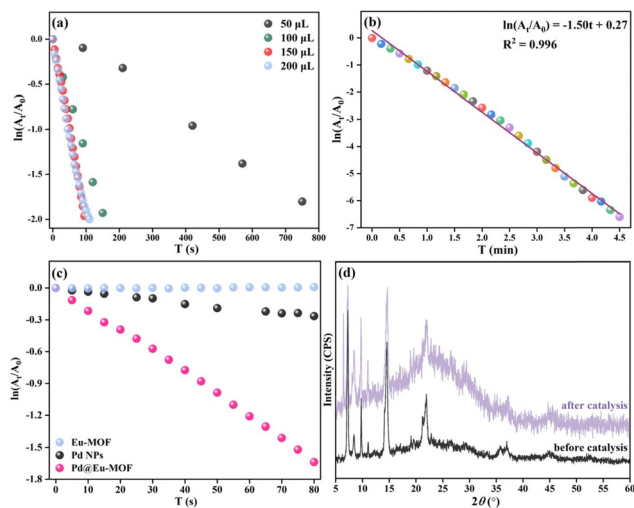 (a)
50 μL
100 μL
150 μL
200 μL
ln(At/A0)
0.0
-0.5
-1.0
-1.5
-2.0
0 100 200 300 400 500 600 700 800
T (s)
(b)
ln(At/A0) = -1.50t + 0.27
R² = 0.996
ln(At/A0)
0
-1
-2
-3
-4
-5
-6
-7
0.0 0.5 1.0 1.5 2.0 2.5 3.0 3.5 4.0 4.5
T (min)
(c)
ln(At/A0)
0.0
-0.3
-0.6
-0.9
-1.2
-1.5
-1.8
Eu-MOF
Pd NPs
Pd@Eu-MOF
0 10 20 30 40 50 60 70 80
T (s)
(d)
Intensity (CPS)
after catalysis
before catalysis
5 10 15 20 25 30 35 40 45 50 55 60
2θ (°)